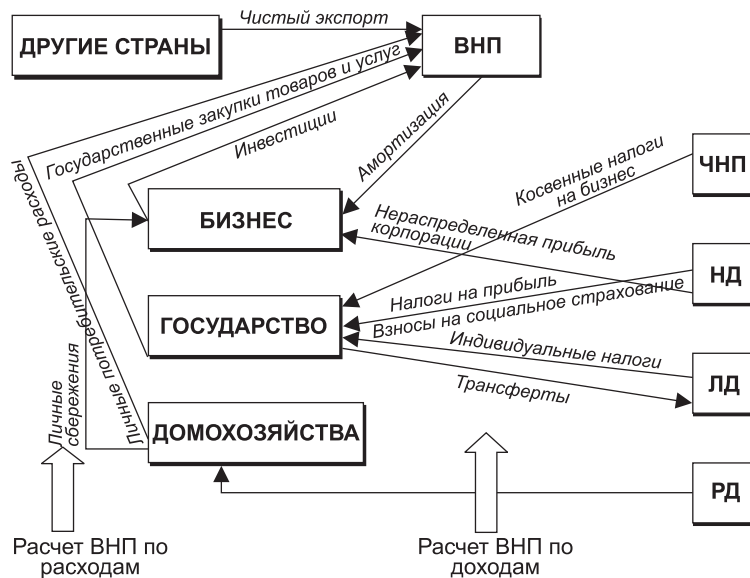 Чистый экспорт
ДРУГИЕ СТРАНЫ
ВНП
Государственные закупки товаров и услуг
Инвестиции
Амортизация
Косвенные налоги
на бизнес
ЧНП
Личные потребительские расходы
БИЗНЕС
Нераспределенная прибыль
корпорации
НД
Налоги на прибыль
Взносы на социальное страхование
ГОСУДАРСТВО
Индивидуальные налоги
Трансферты
ЛД
Личные
сбережения
ДОМОХОЗЯЙСТВА
РД
Расчет ВНП по
расходам
Расчет ВНП по
доходам